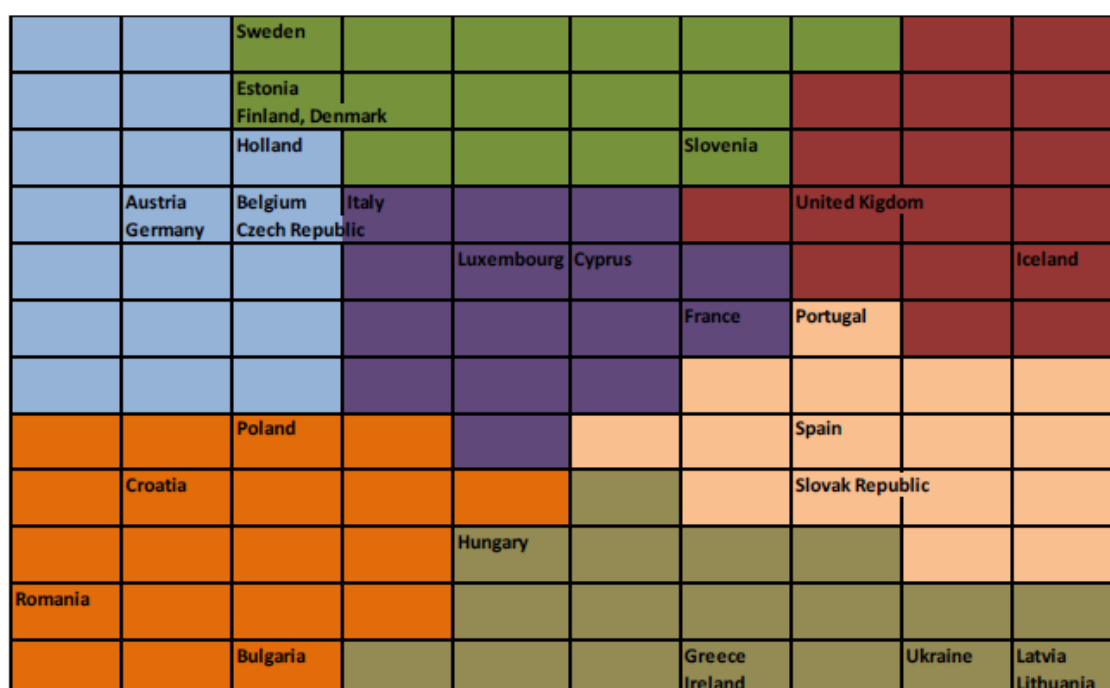 Sweden
Estonia
Finland, Denmark
Holland
Slovenia
Austria
Germany
Belgium
Czech Republic
Italy
United Kigdom
Luxembourg
Cyprus
Iceland
France
Portugal
Poland
Spain
Croatia
Slovak Republic
Hungary
Romania
Bulgaria
Greece
Ireland
Ukraine
Latvia
Lithuania